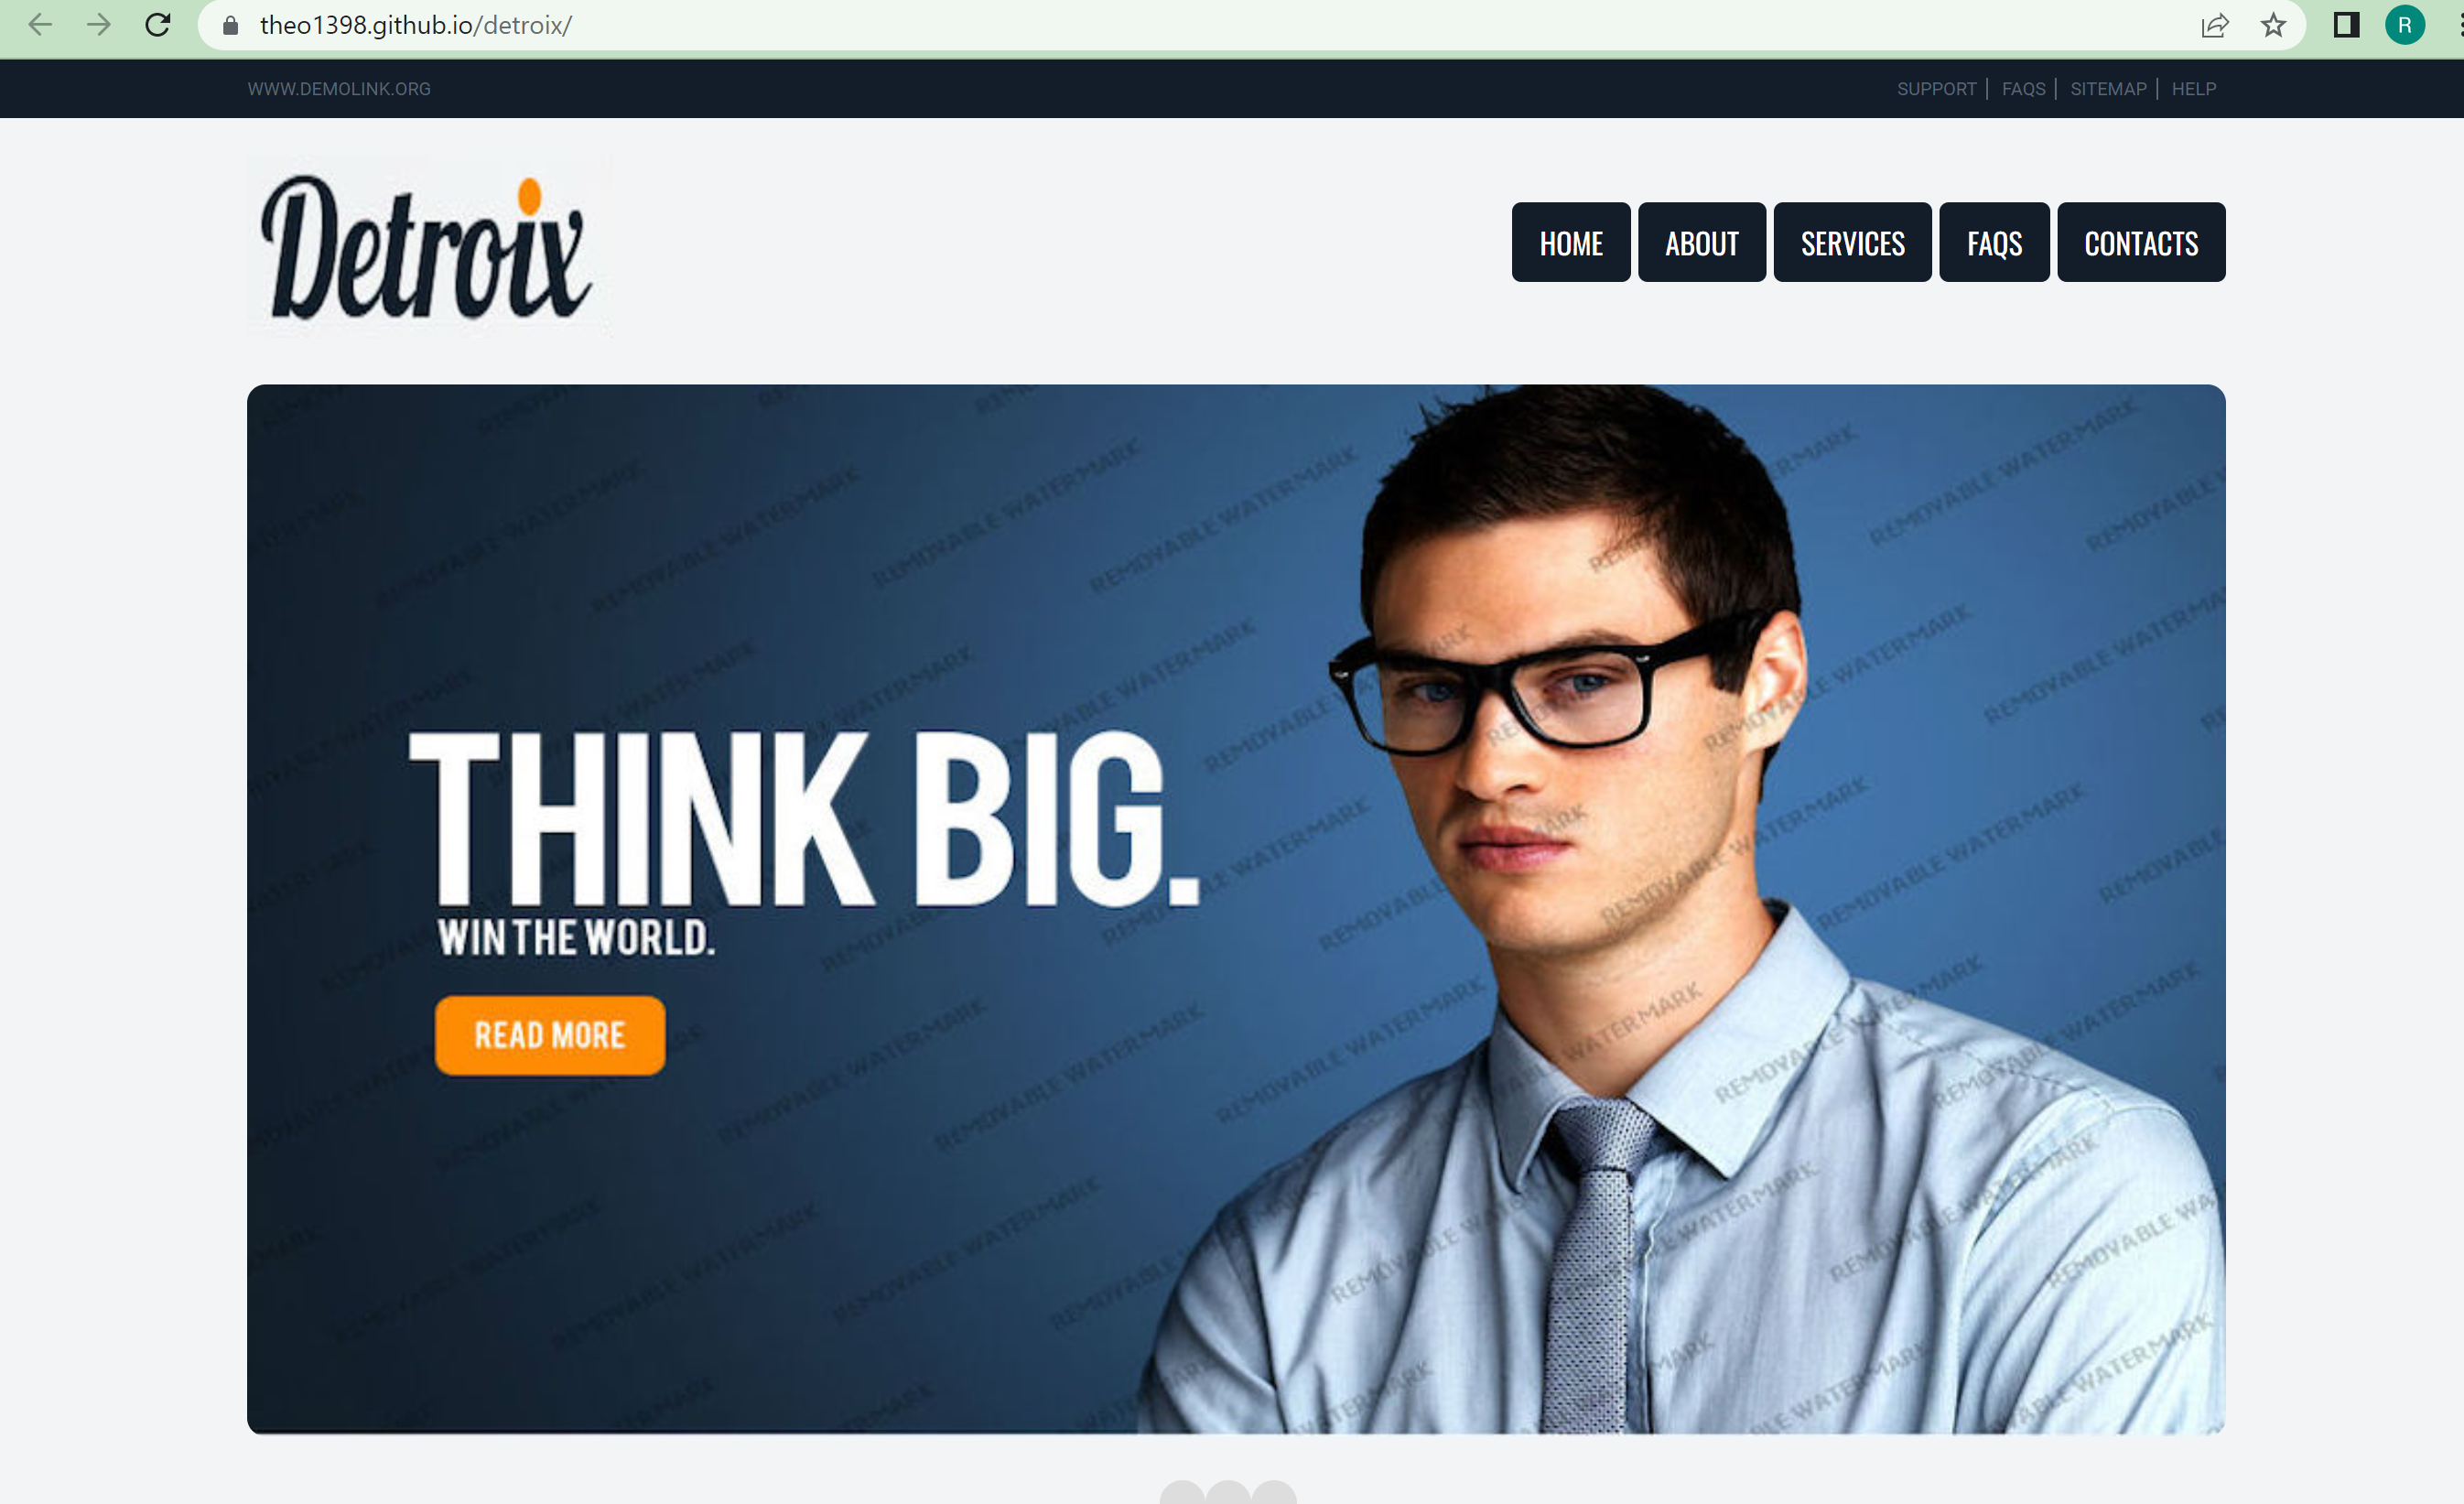 theo1398.github.io/detroix/
R
WWW.DEMOLINK.ORG
SUPPORT | FAQS | SITEMAP | HELP
Detroix
HOME ABOUT SERVICES FAQS CONTACTS
THINK BIG.
WIN THE WORLD.
READ MORE
REMOVABLE WATERMARK